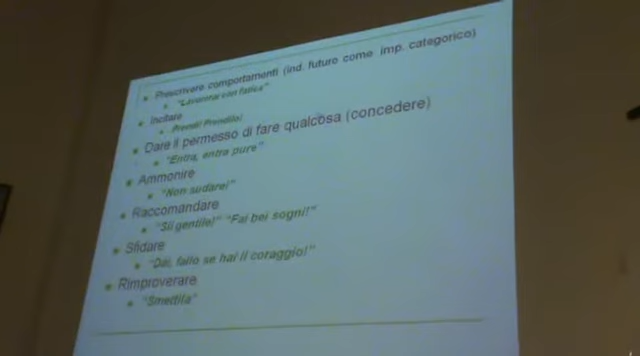 Prescrivere comportamenti (ind. futuro come imp. categorico)
"Lavorerai con fatica"
Incitare
Prendi! Prendilo!
Dare il permesso di fare qualcosa (concedere)
"Entra, entra pure"
Ammonire
"Non sudare!"
Raccomandare
"Sii gentile!" "Fai bei sogni!"
Sfidare
"Dai, fallo se hai il coraggio!"
Rimproverare
"Smettila"